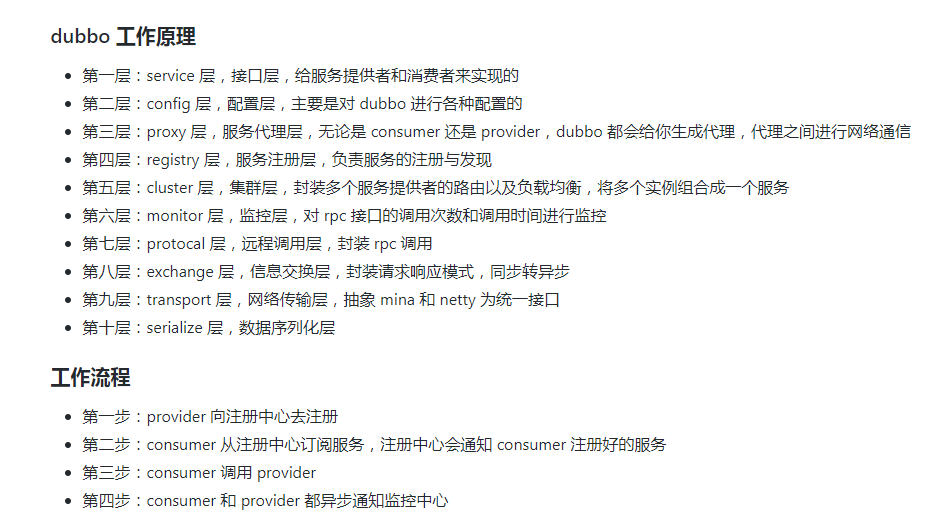 dubbo 工作原理
• 第一层：service 层，接口层，给服务提供者和消费者来实现的
• 第二层：config 层，配置层，主要是对 dubbo 进行各种配置的
• 第三层：proxy 层，服务代理层，无论是 consumer 还是 provider，dubbo 都会给你生成代理，代理之间进行网络通信
• 第四层：registry 层，服务注册层，负责服务的注册与发现
• 第五层：cluster 层，集群层，封装多个服务提供者的路由以及负载均衡，将多个实例组合成一个服务
• 第六层：monitor 层，监控层，对 rpc 接口的调用次数和调用时间进行监控
• 第七层：protocal 层，远程调用层，封装 rpc 调用
• 第八层：exchange 层，信息交换层，封装请求响应模式，同步转异步
• 第九层：transport 层，网络传输层，抽象 mina 和 netty 为统一接口
• 第十层：serialize 层，数据序列化层
工作流程
• 第一步：provider 向注册中心去注册
• 第二步：consumer 从注册中心订阅服务，注册中心会通知 consumer 注册好的服务
• 第三步：consumer 调用 provider
• 第四步：consumer 和 provider 都异步通知监控中心